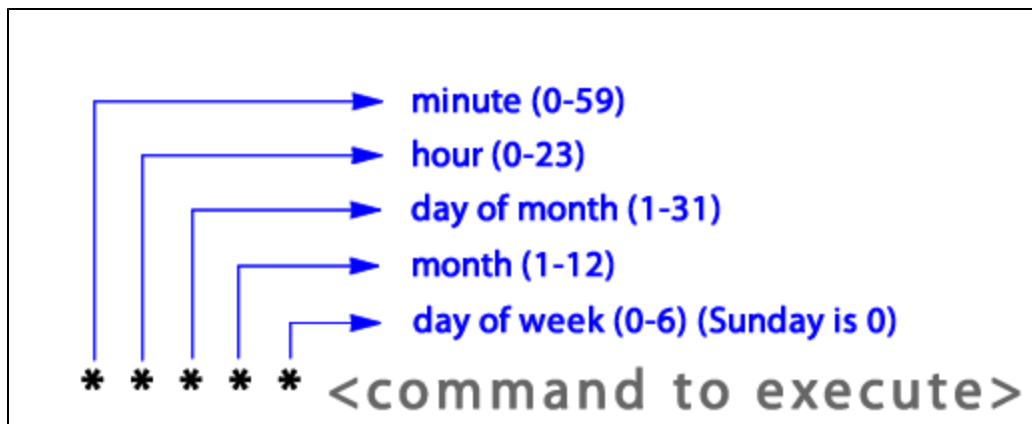 minute (0-59)
hour (0-23)
day of month (1-31)
month (1-12)
day of week (0-6) (Sunday is 0)
* * * * * <command to execute>